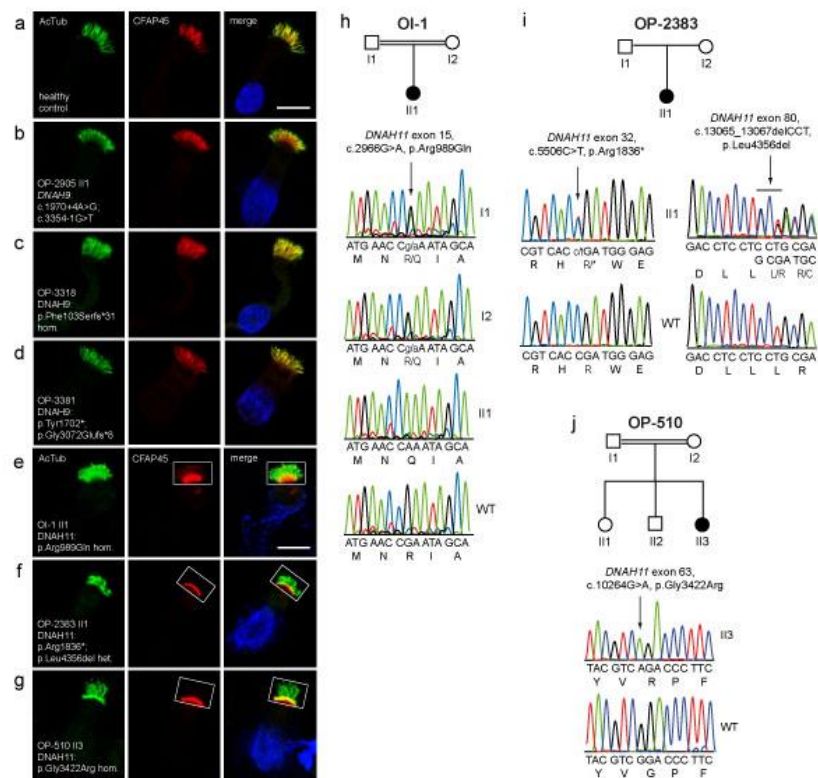 a
AcTub
CFAP45
merge
healthy
control
b
OP-2905 II1
DNAH9
c.1970+4A>G;
c.3354-1G>T
c
OP-3318
DNAH9:
p.Phe1036Serfs*31
hom.
d
OP-3381
DNAH9:
p.Tyr1702*;
p.Gly3072Glufs*6
e
AcTub
CFAP45
merge
OI-1 II1
DNAH11:
p.Arg989Gln hom.
f
OP-2383 II1
DNAH11:
p.Arg1836*;
p.Leu4356del het.
g
OP-510 II3
DNAH11:
p.Gly3422Arg hom.
h
OI-1
I1
I2
II1
DNAH11 exon 15,
c.2966G>A, p.Arg989Gln
I1
ATG AAC Cg/aA ATA GCA
M N R/Q I A
I2
ATG AAC Cg/aA ATA GCA
M N R/Q I A
II1
ATG AAC CAA ATA GCA
M N Q I A
WT
ATG AAC CGA ATA GCA
M N R I A
i
OP-2383
I1
I2
II1
DNAH11 exon 32,
c.5506C>T, p.Arg1836*
DNAH11 exon 80,
c.13065_13067delCCT,
p.Leu4356del
II1
CGT CAC c/tGA TGG GAG
R H R/* W E
GAC CTC CTC CTG CGA
G CGA TGC
D L L L/R R/C
WT
CGT CAC CGA TGG GAG
R H R W E
GAC CTC CTC CTG CGA
D L L L R
j
OP-510
I1
I2
II1
II2
II3
DNAH11 exon 63,
c.10264G>A, p.Gly3422Arg
II3
TAC GTC AGA CCC TTC
Y V R P F
WT
TAC GTC GGA CCC TTC
Y V G P F